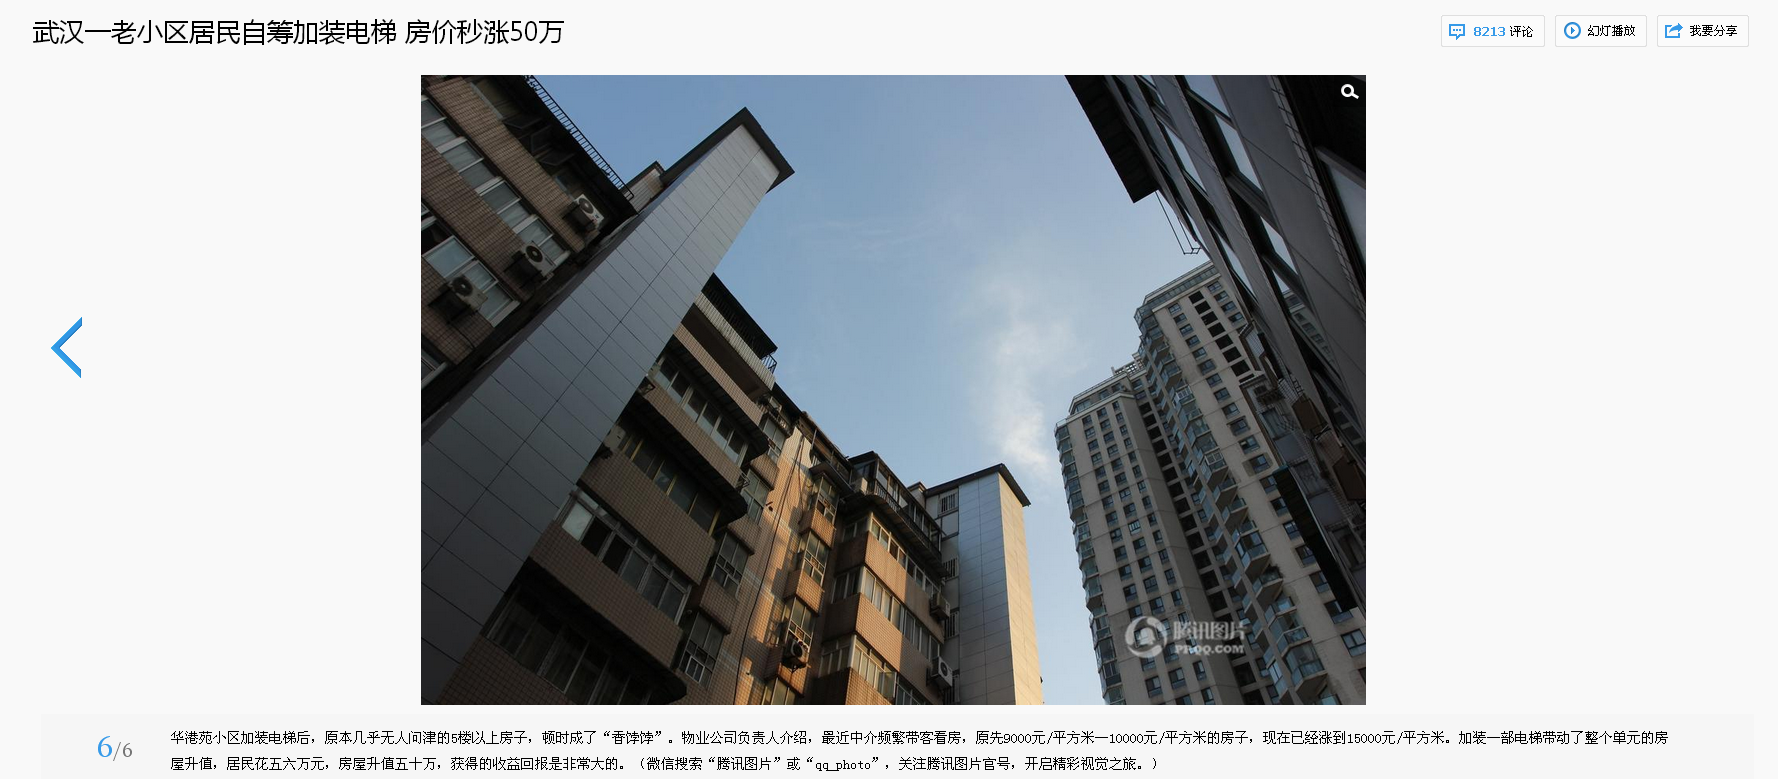 武汉一老小区居民自筹加装电梯 房价秒涨50万
8213 评论
幻灯播放
我要分享
腾讯图片
PRQQ.COM
6/6
华港苑小区加装电梯后，原本几乎无人问津的5楼以上房子，顿时成了“香饽饽”。物业公司负责人介绍，最近中介频繁带客看房，原先9000元/平方米—10000元/平方米的房子，现在已经涨到15000元/平方米。加装一部电梯带动了整个单元的房
屋升值，居民花五六万元，房屋升值五十万，获得的收益回报是非常大的。（微信搜索“腾讯图片”或“qq_photo”，关注腾讯图片官号，开启精彩视觉之旅。）